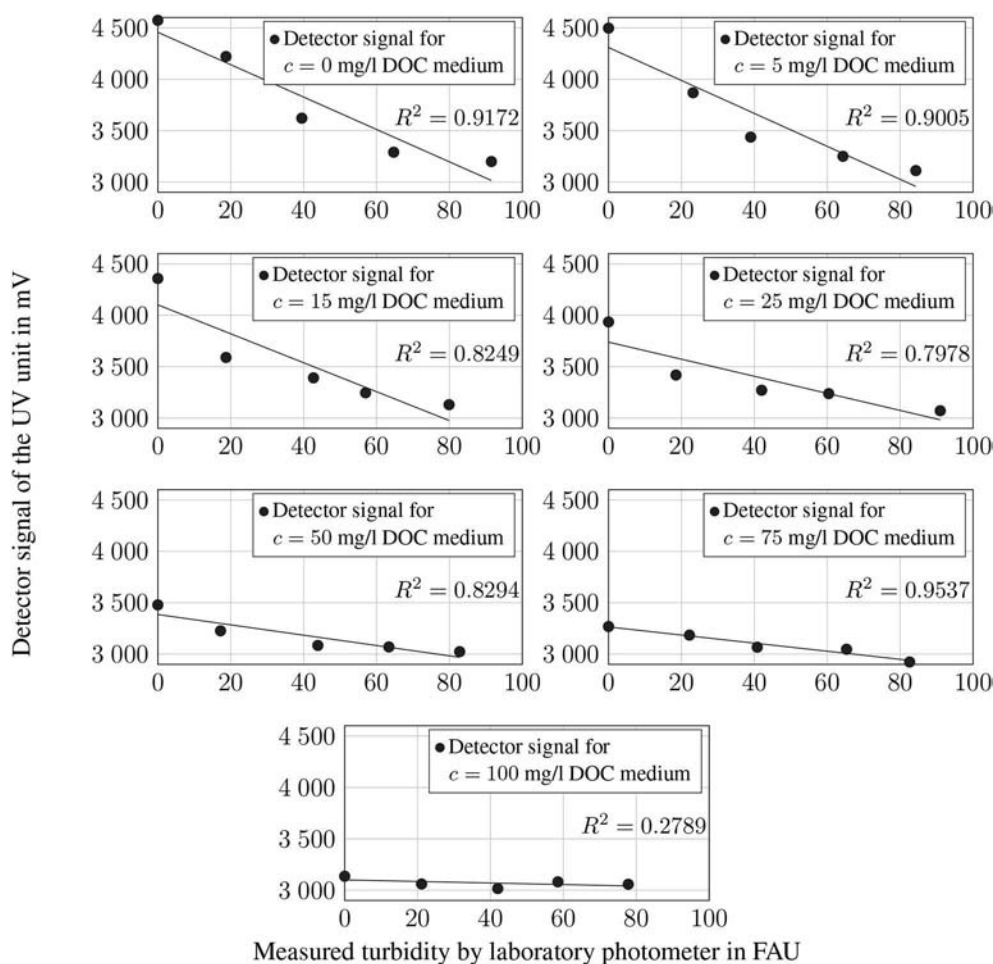 Detector signal of the UV unit in mV
4 500
4 000
3 500
3 000
0 20 40 60 80 100
Detector signal for
c = 0 mg/l DOC medium
R² = 0.9172
4 500
4 000
3 500
3 000
0 20 40 60 80 100
Detector signal for
c = 5 mg/l DOC medium
R² = 0.9005
4 500
4 000
3 500
3 000
0 20 40 60 80 100
Detector signal for
c = 15 mg/l DOC medium
R² = 0.8249
4 500
4 000
3 500
3 000
0 20 40 60 80 100
Detector signal for
c = 25 mg/l DOC medium
R² = 0.7978
4 500
4 000
3 500
3 000
0 20 40 60 80 100
Detector signal for
c = 50 mg/l DOC medium
R² = 0.8294
4 500
4 000
3 500
3 000
0 20 40 60 80 100
Detector signal for
c = 75 mg/l DOC medium
R² = 0.9537
4 500
4 000
3 500
3 000
0 20 40 60 80 100
Detector signal for
c = 100 mg/l DOC medium
R² = 0.2789
Measured turbidity by laboratory photometer in FAU